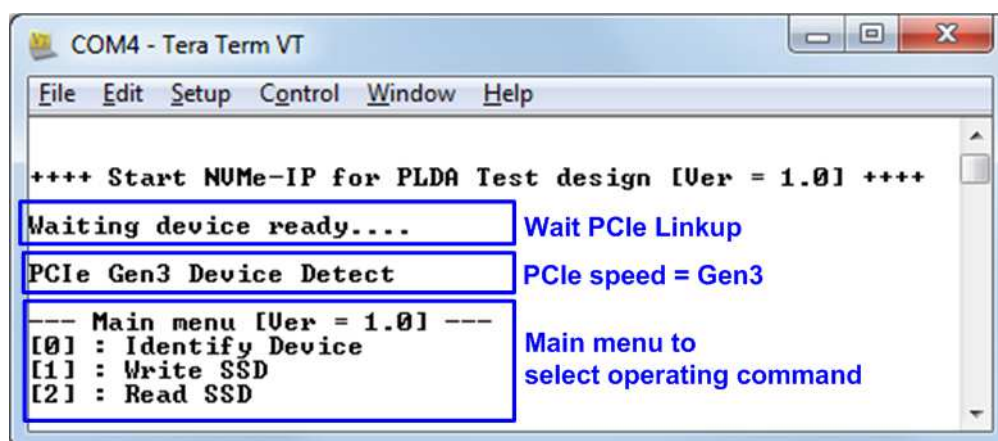 COM4 - Tera Term VT
File Edit Setup Control Window Help
++++ Start NVMe-IP for PLDA Test design [Ver = 1.0] ++++
Waiting device ready.... Wait PCIe Linkup
PCIe Gen3 Device Detect PCIe speed = Gen3
--- Main menu [Ver = 1.0] ---
[0] : Identify Device
[1] : Write SSD
[2] : Read SSD
Main menu to
select operating command